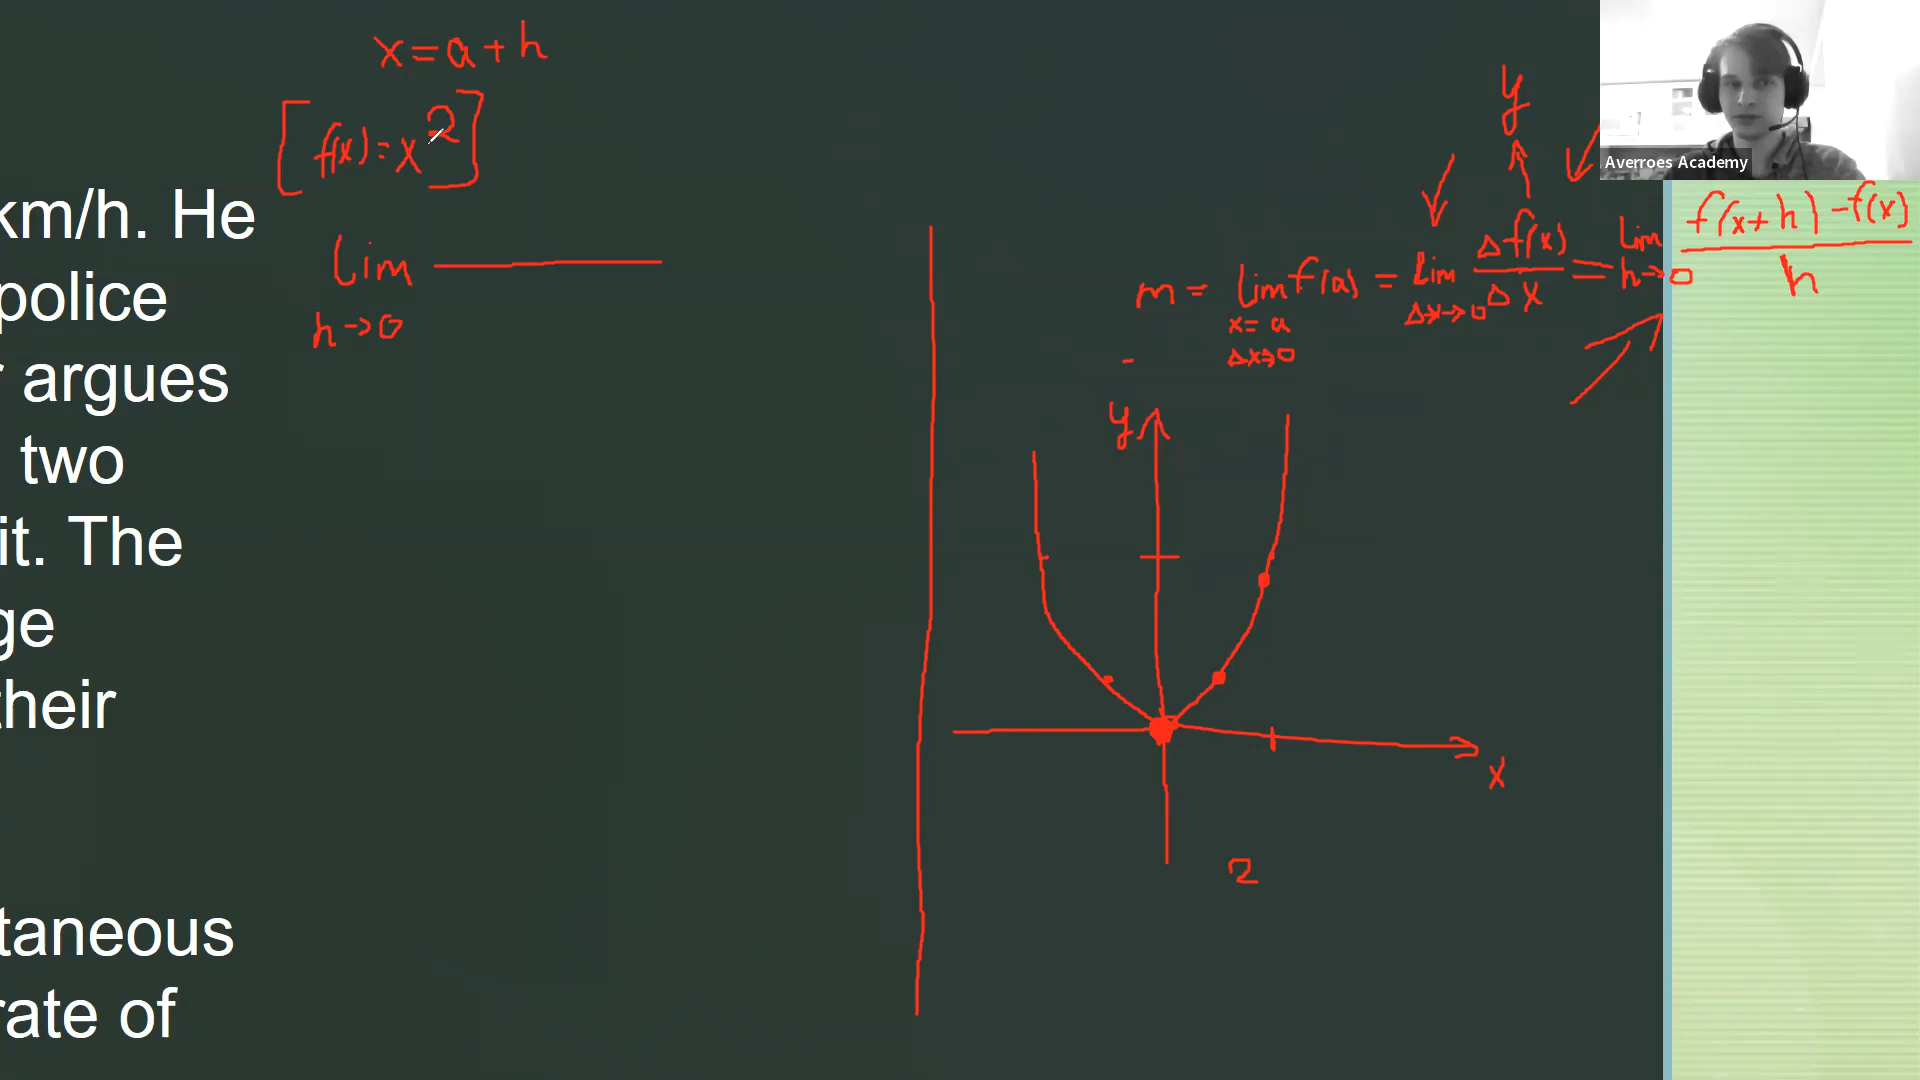 x = a + h
[f(x) = x²]
lim
h → 0
km/h. He
police
argues
two
it. The
ge
their
taneous
rate of
y
m = lim f(a) = lim Δf(x) / Δx = lim f(x+h) - f(x) / h
x = a
Δx → 0
Δx → 0
h → 0
y
x
2
Averroes Academy